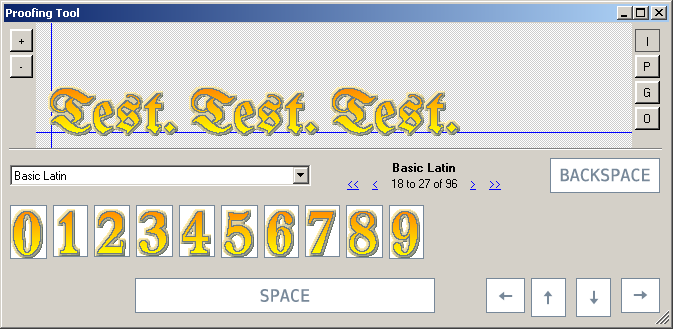 Proofing Tool
+
I
-
P
G
O
Test. Test. Test.
Basic Latin
Basic Latin
<< < 18 to 27 of 96 > >>
BACKSPACE
0 1 2 3 4 5 6 7 8 9
SPACE
← ↑ ↓ →